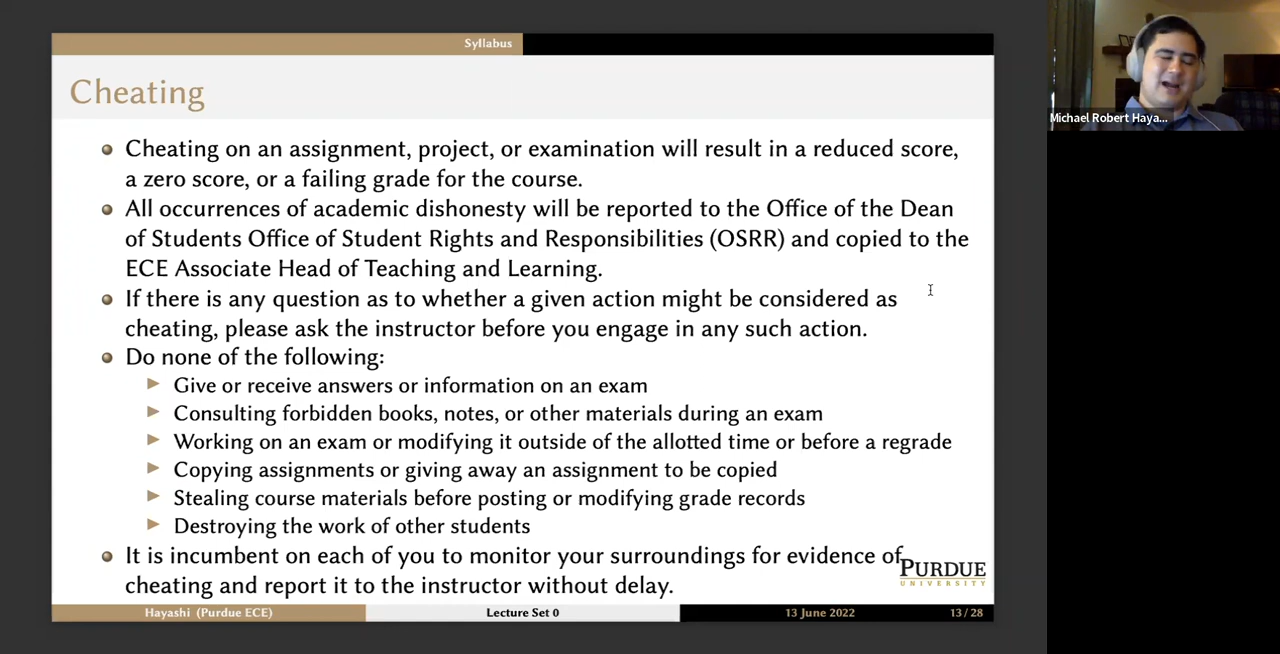 Syllabus
Cheating
Cheating on an assignment, project, or examination will result in a reduced score,
a zero score, or a failing grade for the course.
All occurrences of academic dishonesty will be reported to the Office of the Dean
of Students Office of Student Rights and Responsibilities (OSRR) and copied to the
ECE Associate Head of Teaching and Learning.
If there is any question as to whether a given action might be considered as
cheating, please ask the instructor before you engage in any such action.
Do none of the following:
Give or receive answers or information on an exam
Consulting forbidden books, notes, or other materials during an exam
Working on an exam or modifying it outside of the allotted time or before a regrade
Copying assignments or giving away an assignment to be copied
Stealing course materials before posting or modifying grade records
Destroying the work of other students
It is incumbent on each of you to monitor your surroundings for evidence of
cheating and report it to the instructor without delay.
PURDUE
UNIVERSITY
Hayashi (Purdue ECE)
Lecture Set 0
13 June 2022
13 / 28
Michael Robert Haya...